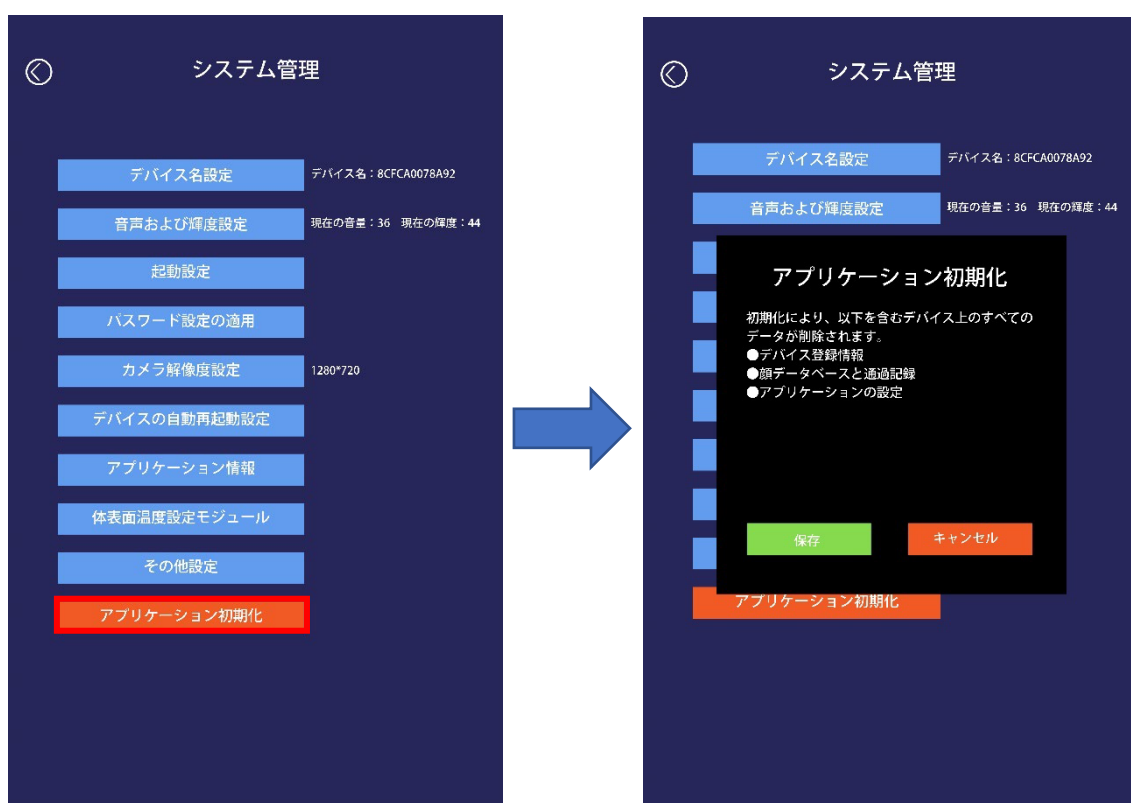 システム管理
デバイス名設定 デバイス名：8CFCA0078A92
音声および輝度設定 現在の音量：36 現在の輝度：44
起動設定
パスワード設定の適用
カメラ解像度設定 1280*720
デバイスの自動再起動設定
アプリケーション情報
体表面温度設定モジュール
その他設定
アプリケーション初期化
システム管理
デバイス名設定 デバイス名：8CFCA0078A92
音声および輝度設定 現在の音量：36 現在の輝度：44
アプリケーション初期化
初期化により、以下を含むデバイス上のすべての
データが削除されます。
●デバイス登録情報
●顔データベースと通過記録
●アプリケーションの設定
保存 キャンセル
アプリケーション初期化